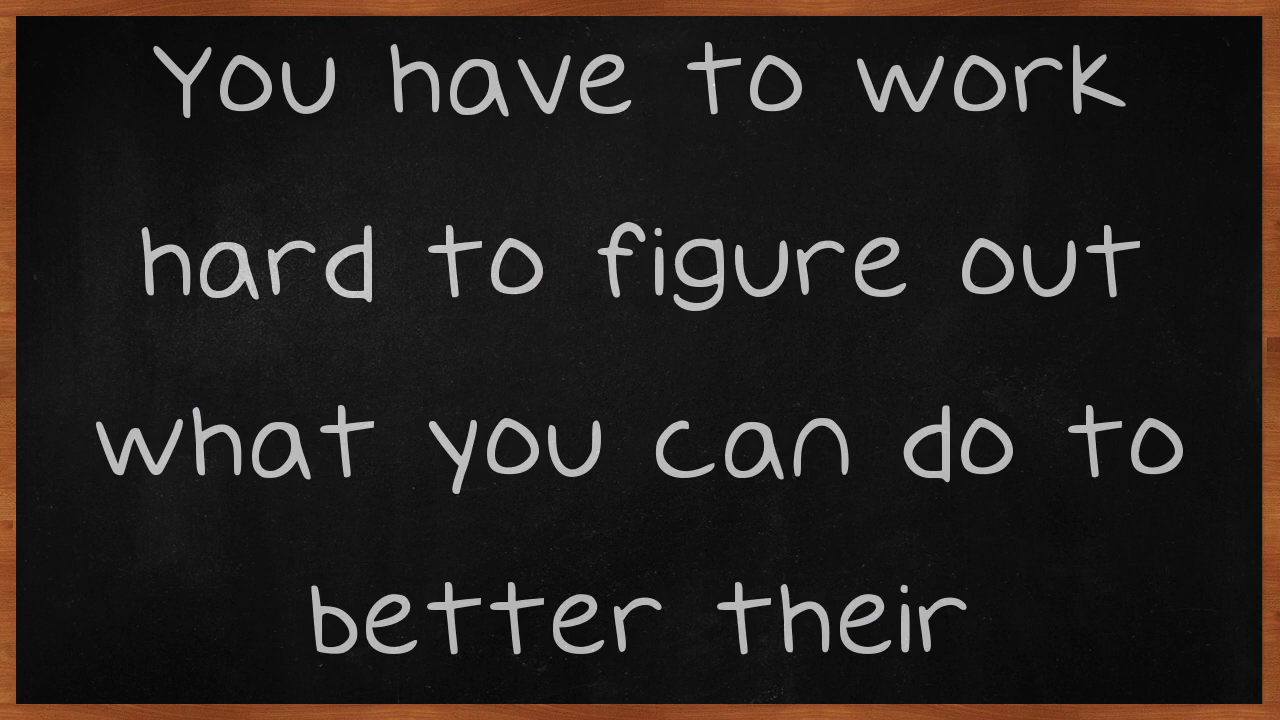 You have to work
hard to figure out
what you can do to
better their